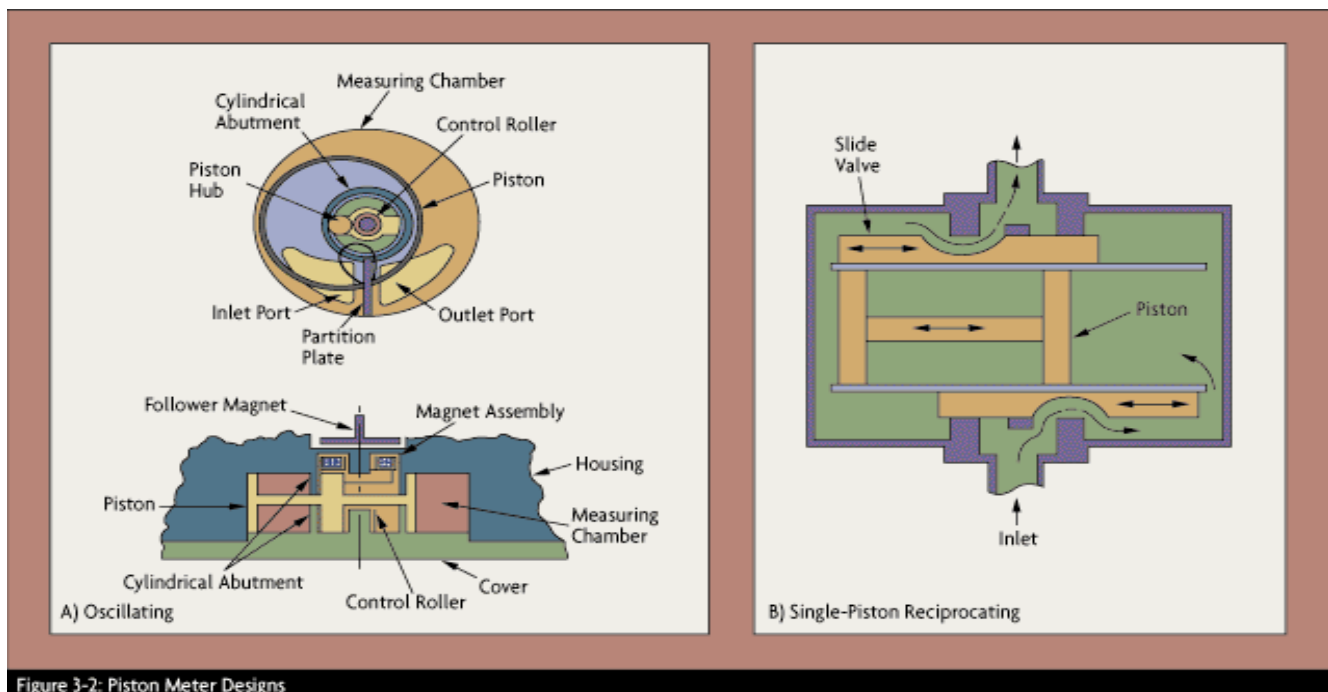 Measuring Chamber
Cylindrical
Abutment
Control Roller
Piston
Hub
Piston
Inlet Port
Outlet Port
Partition
Plate
Follower Magnet
Magnet Assembly
Housing
Piston
Measuring
Chamber
Cylindrical Abutment
Control Roller
Cover
A) Oscillating
Slide
Valve
Piston
Inlet
B) Single-Piston Reciprocating
Figure 3-2: Piston Meter Designs